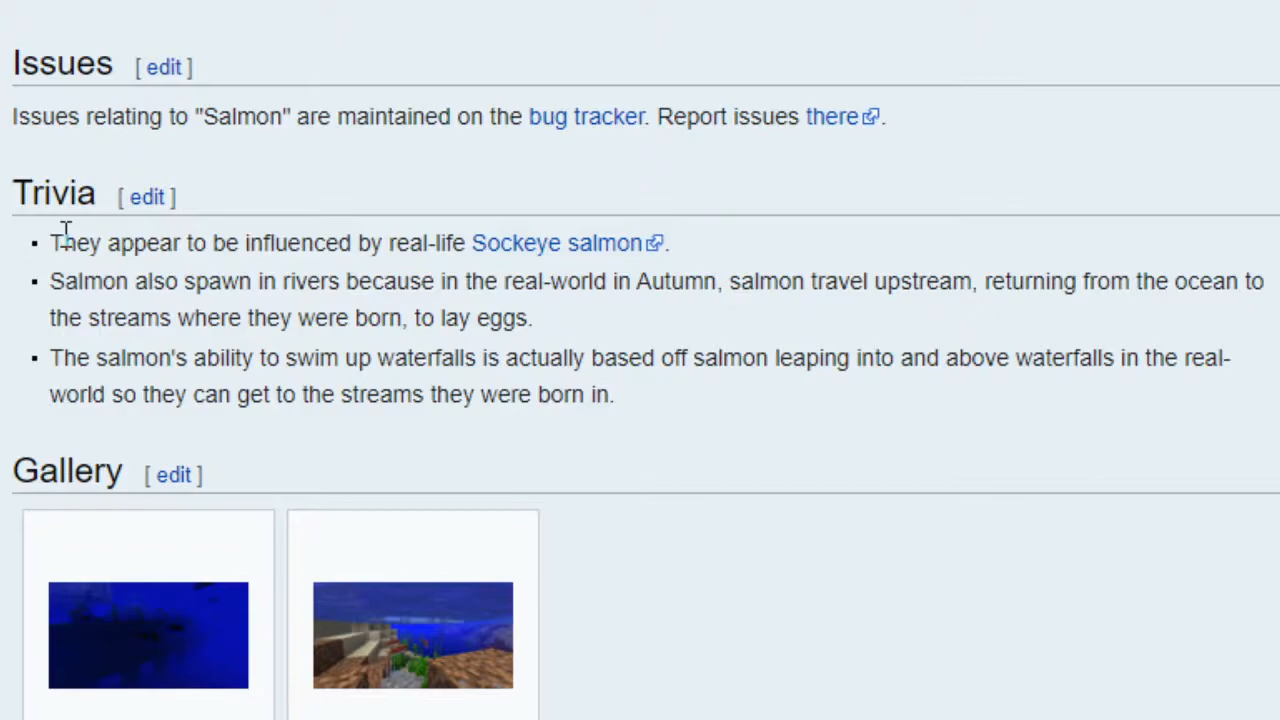 Issues [ edit ]
Issues relating to "Salmon" are maintained on the bug tracker. Report issues there.
Trivia [ edit ]
▪ They appear to be influenced by real-life Sockeye salmon.
▪ Salmon also spawn in rivers because in the real-world in Autumn, salmon travel upstream, returning from the ocean to
the streams where they were born, to lay eggs.
▪ The salmon's ability to swim up waterfalls is actually based off salmon leaping into and above waterfalls in the real-
world so they can get to the streams they were born in.
Gallery [ edit ]